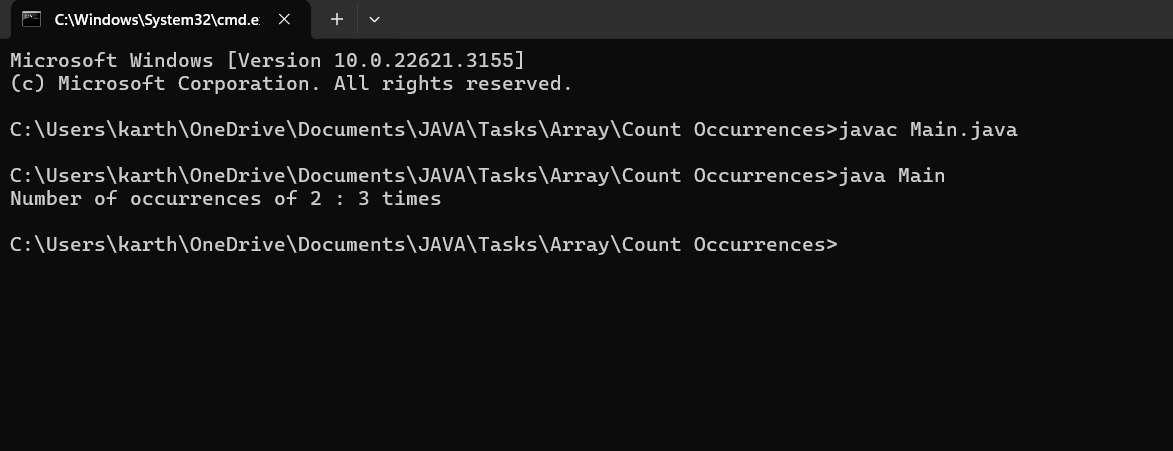 C:\Windows\System32\cmd.e
Microsoft Windows [Version 10.0.22621.3155]
(c) Microsoft Corporation. All rights reserved.
C:\Users\karth\OneDrive\Documents\JAVA\Tasks\Array\Count Occurrences>javac Main.java
C:\Users\karth\OneDrive\Documents\JAVA\Tasks\Array\Count Occurrences>java Main
Number of occurrences of 2 : 3 times
C:\Users\karth\OneDrive\Documents\JAVA\Tasks\Array\Count Occurrences>